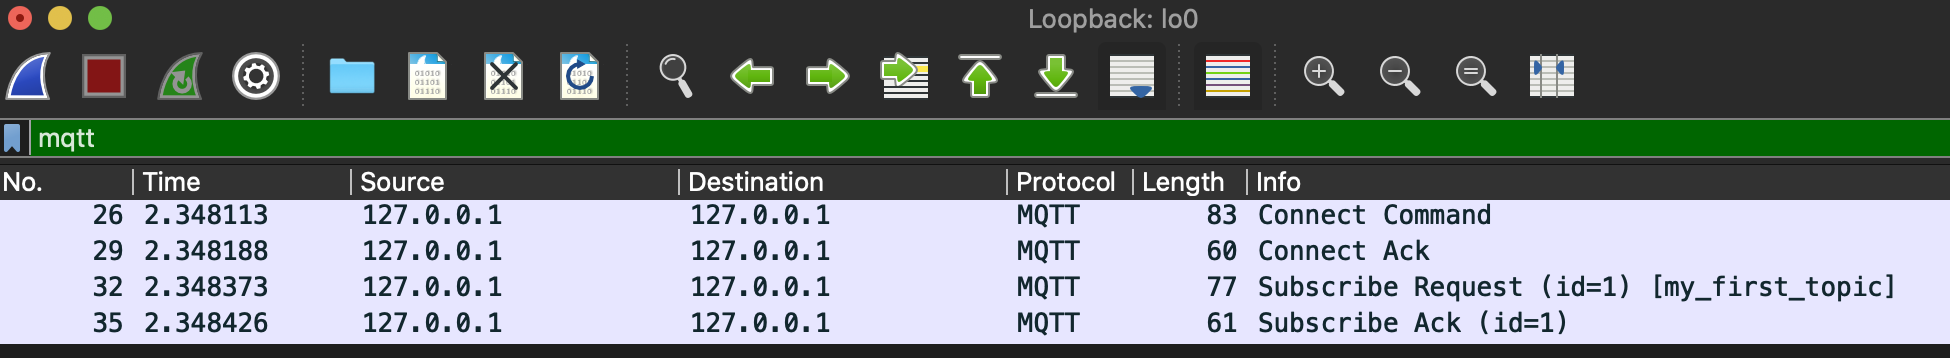 Loopback: lo0
mqtt
No. Time Source Destination Protocol Length Info
26 2.348113 127.0.0.1 127.0.0.1 MQTT 83 Connect Command
29 2.348188 127.0.0.1 127.0.0.1 MQTT 60 Connect Ack
32 2.348373 127.0.0.1 127.0.0.1 MQTT 77 Subscribe Request (id=1) [my_first_topic]
35 2.348426 127.0.0.1 127.0.0.1 MQTT 61 Subscribe Ack (id=1)